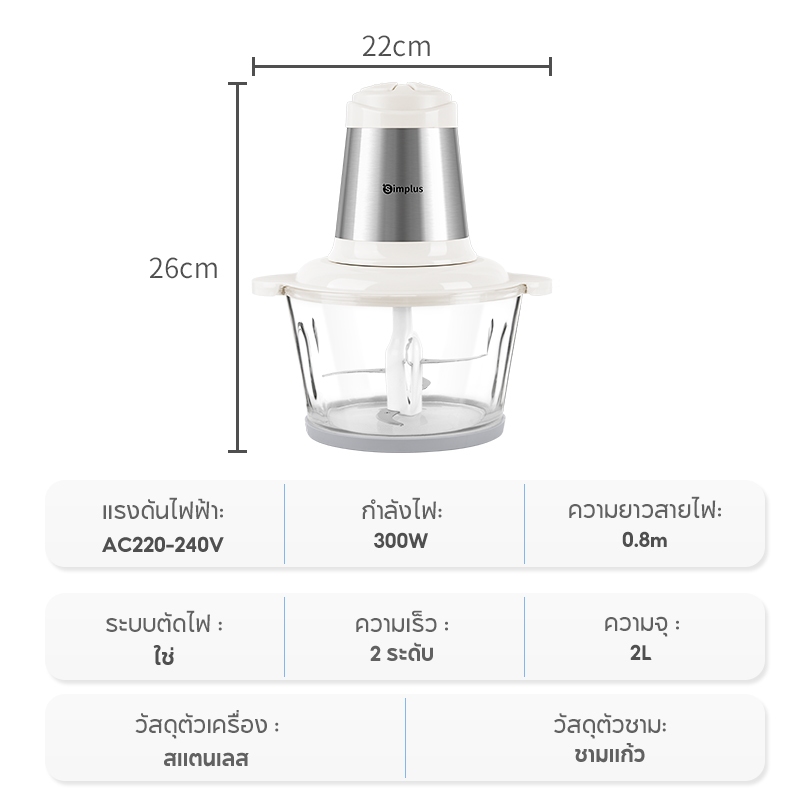 22cm
Simplus
26cm
แรงดันไฟฟ้า:
AC220-240V
กำลังไฟ:
300W
ความยาวสายไฟ:
0.8m
ระบบตัดไฟ :
ใช่
ความเร็ว :
2 ระดับ
ความจุ :
2L
วัสดุตัวเครื่อง :
สแตนเลส
วัสดุตัวชาม:
ชามแก้ว